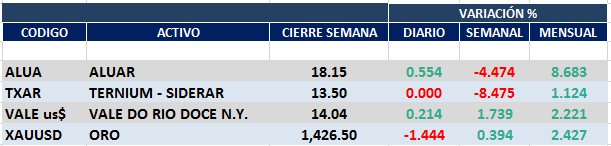 VARIACIÓN %
CODIGO ACTIVO CIERRE SEMANA DIARIO SEMANAL MENSUAL
ALUA ALUAR 18.15 0.554 -4.474 8.683
TXAR TERNIUM - SIDERAR 13.50 0.000 -8.475 1.124
VALE us$ VALE DO RIO DOCE N.Y. 14.04 0.214 1.739 2.221
XAUUSD ORO 1,426.50 -1.444 0.394 2.427